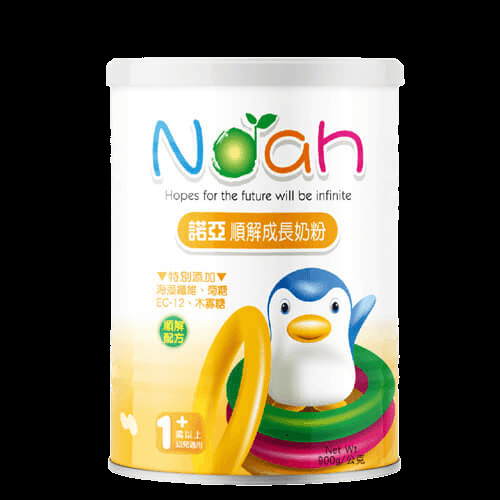 Noah
Hopes for the future will be infinite
諾亞 順解成長奶粉
▼特別添加▼
海藻纖維、菊糖
EC-12、木寡糖
順解
配方
1+
歲以上
幼兒適用
Net Wt
900g/公克